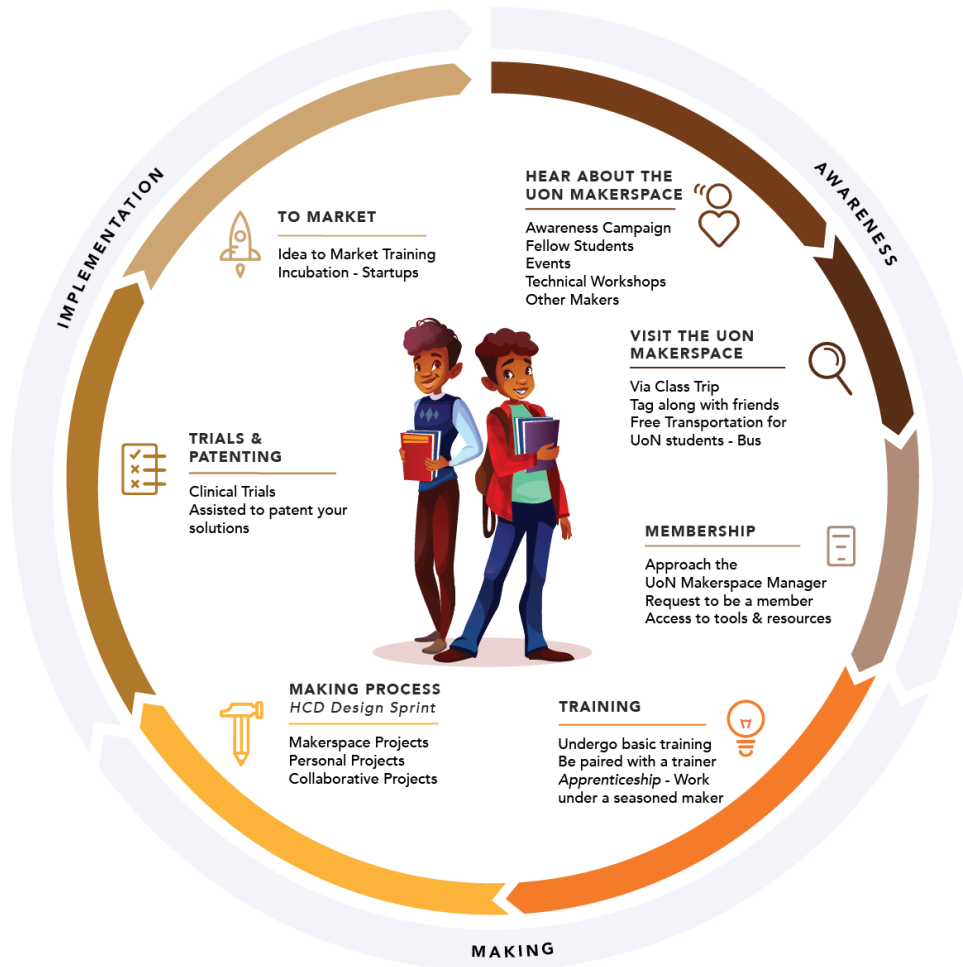 AWARENESS
HEAR ABOUT THE
UON MAKERSPACE
Awareness Campaign
Fellow Students
Events
Technical Workshops
Other Makers
VISIT THE UON
MAKERSPACE
Via Class Trip
Tag along with friends
Free Transportation for
UoN students - Bus
MEMBERSHIP
Approach the
UoN Makerspace Manager
Request to be a member
Access to tools & resources
TRAINING
Undergo basic training
Be paired with a trainer
Apprenticeship - Work
under a seasoned maker
MAKING
MAKING PROCESS
HCD Design Sprint
Makerspace Projects
Personal Projects
Collaborative Projects
TRIALS &
PATENTING
Clinical Trials
Assisted to patent your
solutions
IMPLEMENTATION
TO MARKET
Idea to Market Training
Incubation - Startups